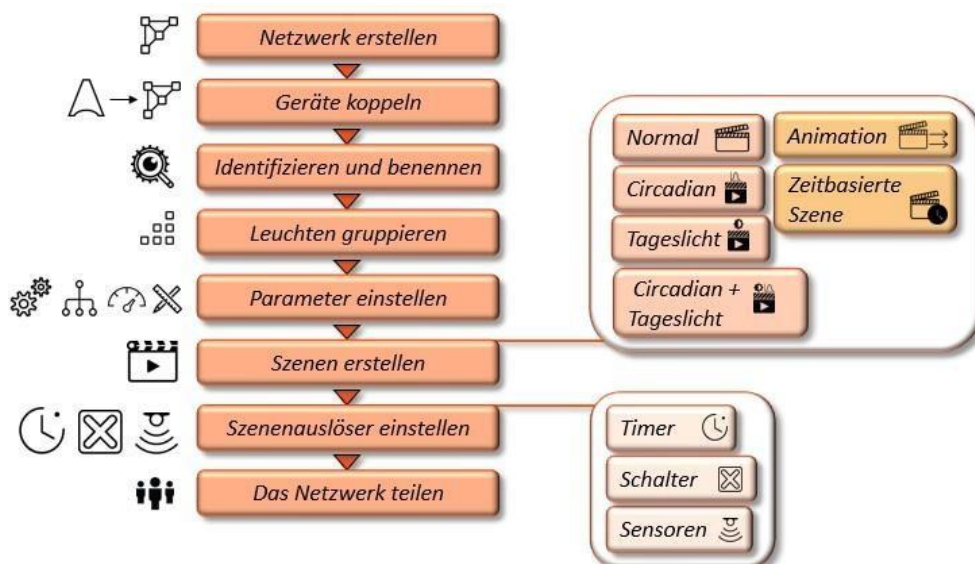 Netzwerk erstellen
Geräte koppeln
Identifizieren und benennen
Leuchten gruppieren
Parameter einstellen
Szenen erstellen
Szenenauslöser einstellen
Das Netzwerk teilen
Normal
Animation
Circadian
Zeitbasierte
Szene
Tageslicht
Circadian +
Tageslicht
Timer
Schalter
Sensoren